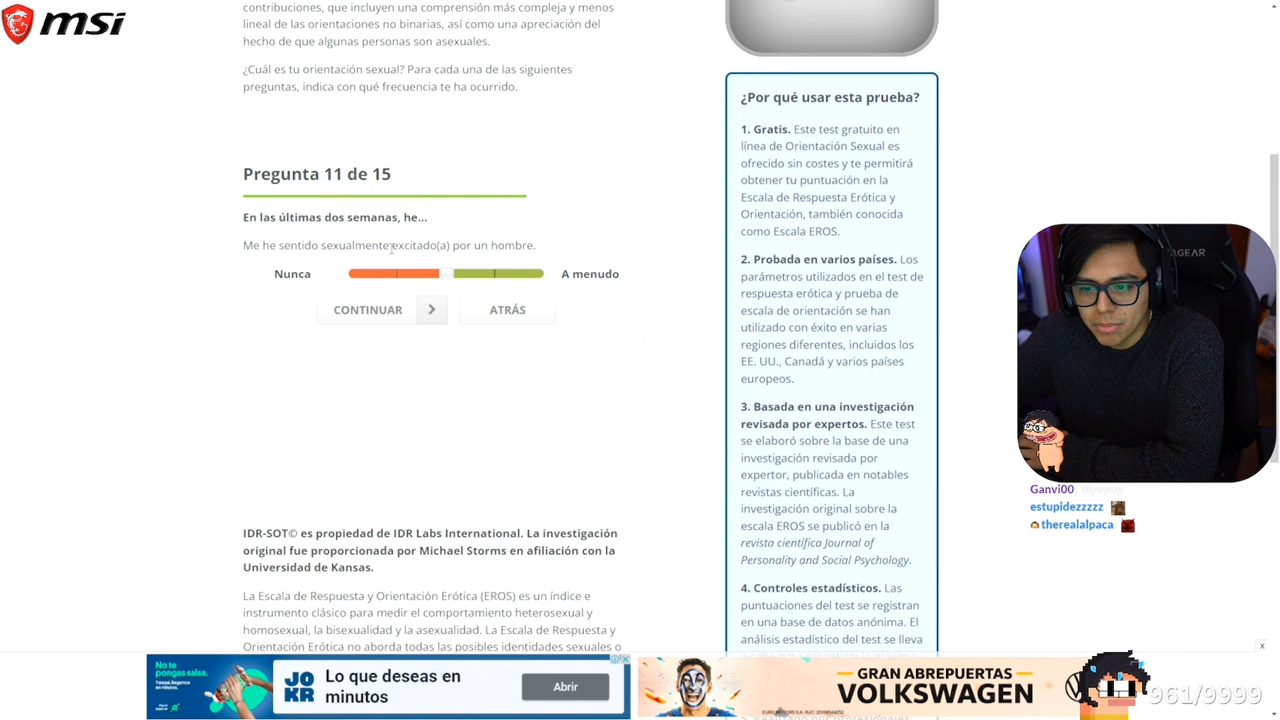 msi
contribuciones, que incluyen una comprensión más compleja y menos
lineal de las orientaciones no binarias, así como una apreciación del
hecho de que algunas personas son asexuales.
¿Cuál es tu orientación sexual? Para cada una de las siguientes
preguntas, indica con qué frecuencia te ha ocurrido.
Pregunta 11 de 15
En las últimas dos semanas, he...
Me he sentido sexualmente excitado(a) por un hombre.
Nunca
A menudo
CONTINUAR
ATRÁS
IDR-SOT© es propiedad de IDR Labs International. La investigación
original fue proporcionada por Michael Storms en afiliación con la
Universidad de Kansas.
La Escala de Respuesta y Orientación Erótica (EROS) es un índice e
instrumento clásico para medir el comportamiento heterosexual y
homosexual, la bisexualidad y la asexualidad. La Escala de Respuesta y
Orientación Erótica no aborda todas las posibles identidades sexuales o
¿Por qué usar esta prueba?
1. Gratis. Este test gratuito en
línea de Orientación Sexual es
ofrecido sin costes y te permitirá
obtener tu puntuación en la
Escala de Respuesta Erótica y
Orientación, también conocida
como Escala EROS.
2. Probada en varios países. Los
parámetros utilizados en el test de
respuesta erótica y prueba de
escala de orientación se han
utilizado con éxito en varias
regiones diferentes, incluidos los
EE. UU., Canadá y varios países
europeos.
3. Basada en una investigación
revisada por expertos. Este test
se elaboró sobre la base de una
investigación revisada por
expertor, publicada en notables
revistas científicas. La
investigación original sobre la
escala EROS se publicó en la
revista científica Journal of
Personality and Social Psychology.
4. Controles estadísticos. Las
puntuaciones del test se registran
en una base de datos anónima. El
análisis estadístico del test se lleva
GEAR
Ganvi00
estupidezzzzz
therealalpaca
No te
pongas salsa.
JO
KR
Lo que deseas en
minutos
Abrir
GRAN ABREPUERTAS
VOLKSWAGEN
961/9999